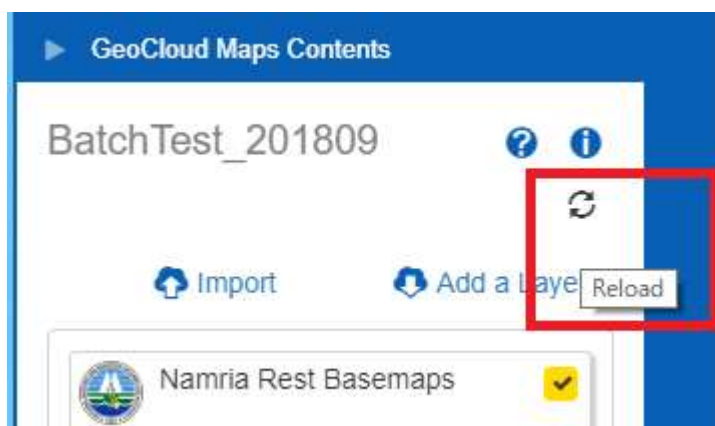 GeoCloud Maps Contents
BatchTest_201809
Import
Add a Laye
Reload
Namria Rest Basemaps